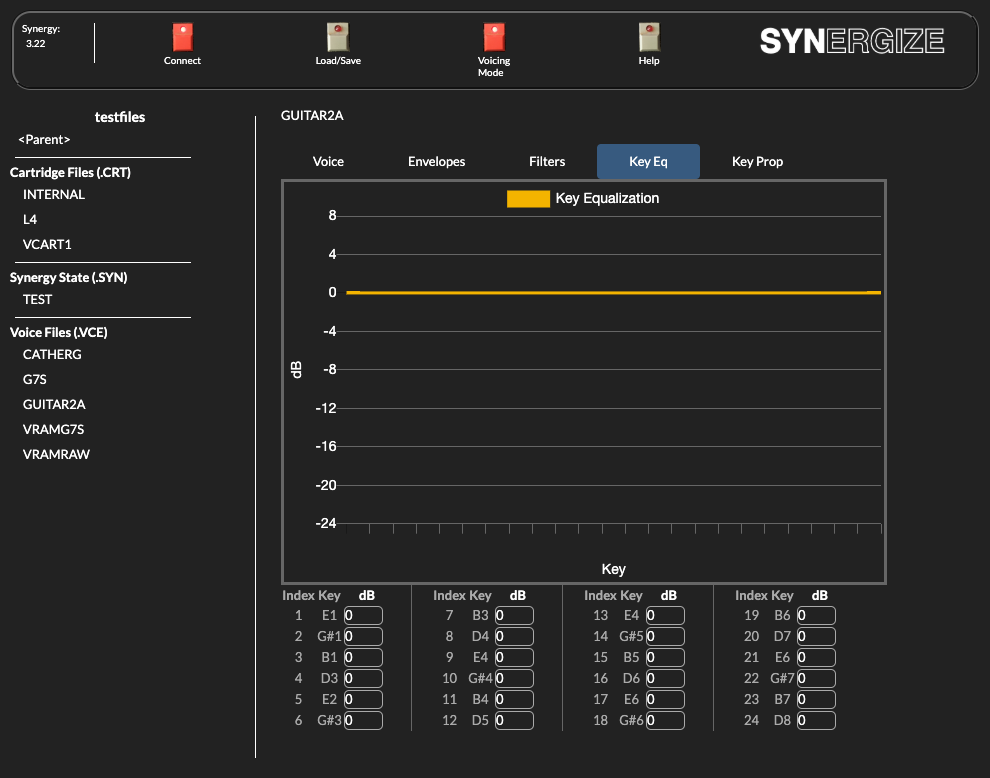 Synergy:
3.22
Connect
Load/Save
Voicing
Mode
Help
SYNERGIZE
testfiles
<Parent>
Cartridge Files (.CRT)
INTERNAL
L4
VCART1
Synergy State (.SYN)
TEST
Voice Files (.VCE)
CATHERG
G7S
GUITAR2A
VRAMG7S
VRAMRAW
GUITAR2A
Voice Envelopes Filters Key Eq Key Prop
Key Equalization
8
4
0
-4
-8
-12
-16
-20
-24
dB
Key
Index Key dB Index Key dB Index Key dB Index Key dB
1 E1 0 7 B3 0 13 E4 0 19 B6 0
2 G#1 0 8 D4 0 14 G#5 0 20 D7 0
3 B1 0 9 E4 0 15 B5 0 21 E6 0
4 D3 0 10 G#4 0 16 D6 0 22 G#7 0
5 E2 0 11 B4 0 17 E6 0 23 B7 0
6 G#3 0 12 D5 0 18 G#6 0 24 D8 0